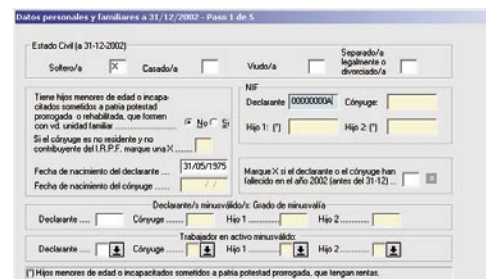 Datos personales y familiares a 31/12/2002 - Paso 1 de 5
Estado Civil (a 31-12-2002)
Soltero/a X Casado/a Viudo/a Separado/a legalmente o divorciado/a
Tiene hijos menores de edad o incapa-
citados sometidos a patria potestad
prorrogada o rehabilitada, que formen
con vd. unidad familiar ............ No Si
Si el cónyuge es no residente y no
contribuyente del I.R.P.F. marque una X .......
Fecha de nacimiento del declarante .... 31/05/1975
Fecha de nacimiento del cónyuge ....... / /
NIF
Declarante 00000000A Cónyuge:
Hijo 1: (*) Hijo 2: (*)
Marque X si el declarante o el cónyuge han
fallecido en el año 2002 (antes del 31-12) ...
Declarante/s minusválido/s: Grado de minusvalía
Declarante ..... Cónyuge ........ Hijo 1 ............ Hijo 2 ............
Trabajador en activo minusválido:
Declarante ..... Cónyuge ........ Hijo 1 ............ Hijo 2 ............
(*) Hijos menores de edad o incapacitados sometidos a patria potestad prorrogada, que tengan rentas.